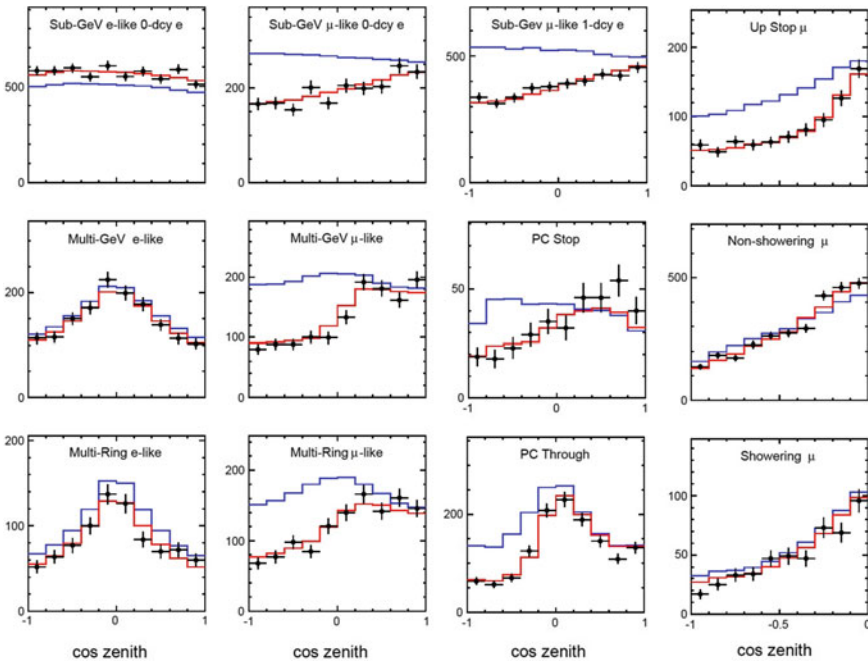 Sub-GeV e-like 0-dcy e
500
0
Sub-GeV μ-like 0-dcy e
200
0
Sub-Gev μ-like 1-dcy e
500
0
-1 0 1
Up Stop μ
200
100
0
Multi-GeV e-like
200
0
Multi-GeV μ-like
200
100
0
PC Stop
50
0
-1 0 1
Non-showering μ
500
0
Multi-Ring e-like
200
150
100
50
0
-1 0 1
cos zenith
Multi-Ring μ-like
200
100
0
-1 0 1
cos zenith
PC Through
200
0
-1 0 1
cos zenith
Showering μ
100
50
0
-1 -0.5 0
cos zenith